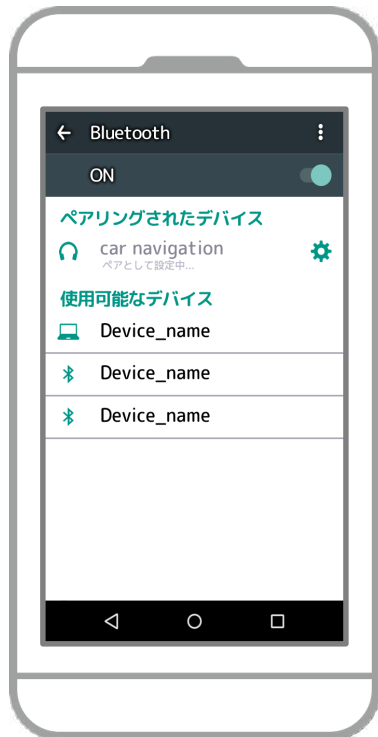 Bluetooth
ON
ペアリングされたデバイス
car navigation
ペアとして設定中...
使用可能なデバイス
Device_name
Device_name
Device_name